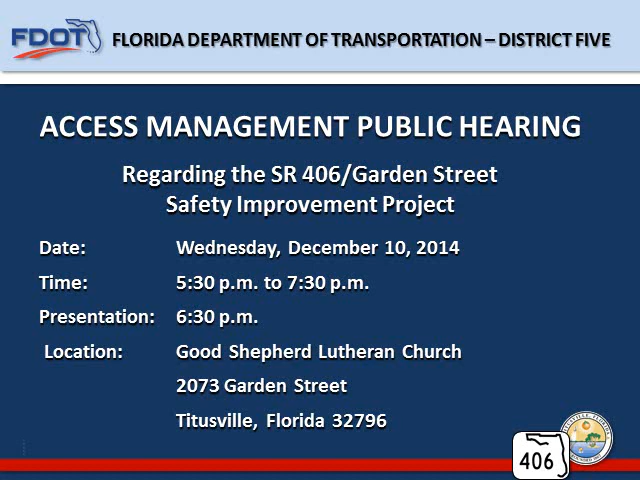 FDOT
FLORIDA DEPARTMENT OF TRANSPORTATION – DISTRICT FIVE
ACCESS MANAGEMENT PUBLIC HEARING
Regarding the SR 406/Garden Street
Safety Improvement Project
Date: Wednesday, December 10, 2014
Time: 5:30 p.m. to 7:30 p.m.
Presentation: 6:30 p.m.
Location: Good Shepherd Lutheran Church
2073 Garden Street
Titusville, Florida 32796
406